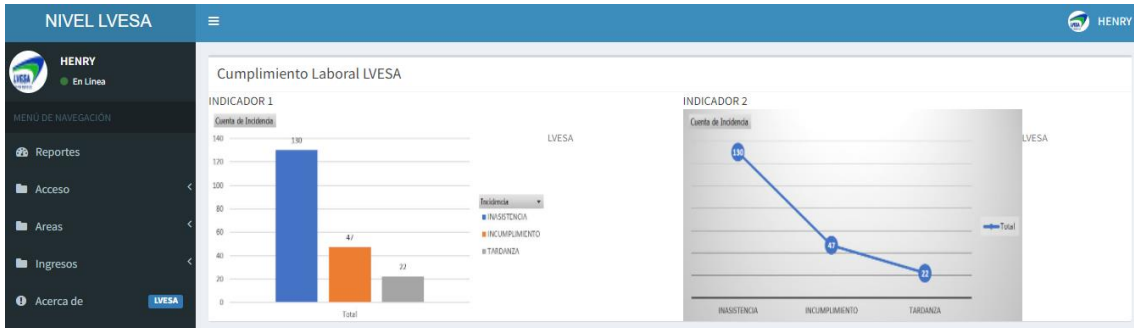 NIVEL LVESA
HENRY
HENRY
En Linea
MENÚ DE NAVEGACIÓN
Reportes
Acceso
Areas
Ingresos
Acerca de
LVESA
Cumplimiento Laboral LVESA
INDICADOR 1
Cuenta de Incidencia
140
120
100
80
60
40
20
0
130
47
22
Total
Incidencia
INASISTENCIA
INCUMPLIMIENTO
TARDANZA
LVESA
INDICADOR 2
Cuenta de Incidencia
130
47
22
INASISTENCIA
INCUMPLIMIENTO
TARDANZA
Total
LVESA